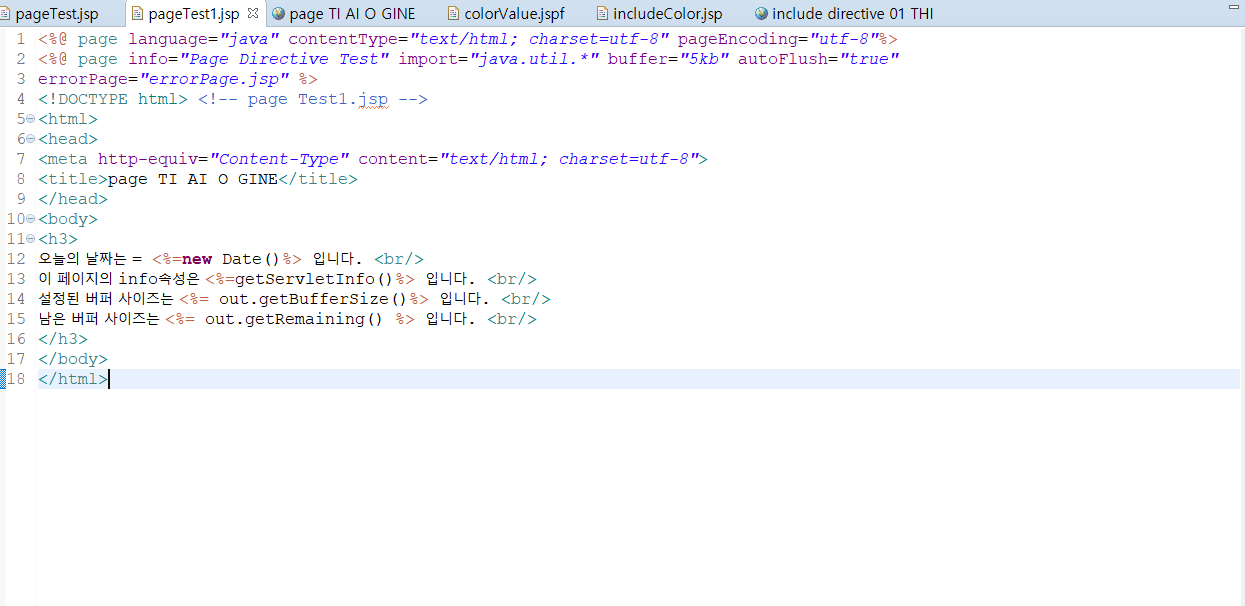 pageTest.jsp pageTest1.jsp page TI AI O GINE colorValue.jspf includeColor.jsp include directive 01 THI
1 <%@ page language="java" contentType="text/html; charset=utf-8" pageEncoding="utf-8"%>
2 <%@ page info="Page Directive Test" import="java.util.*" buffer="5kb" autoFlush="true"
3 errorPage="errorPage.jsp" %>
4 <!DOCTYPE html> <!-- page Test1.jsp -->
5 <html>
6 <head>
7 <meta http-equiv="Content-Type" content="text/html; charset=utf-8">
8 <title>page TI AI O GINE</title>
9 </head>
10 <body>
11 <h3>
12 오늘의 날짜는 = <%=new Date()%> 입니다. <br/>
13 이 페이지의 info속성은 <%=getServletInfo()%> 입니다. <br/>
14 설정된 버퍼 사이즈는 <%= out.getBufferSize()%> 입니다. <br/>
15 남은 버퍼 사이즈는 <%= out.getRemaining() %> 입니다. <br/>
16 </h3>
17 </body>
18 </html>